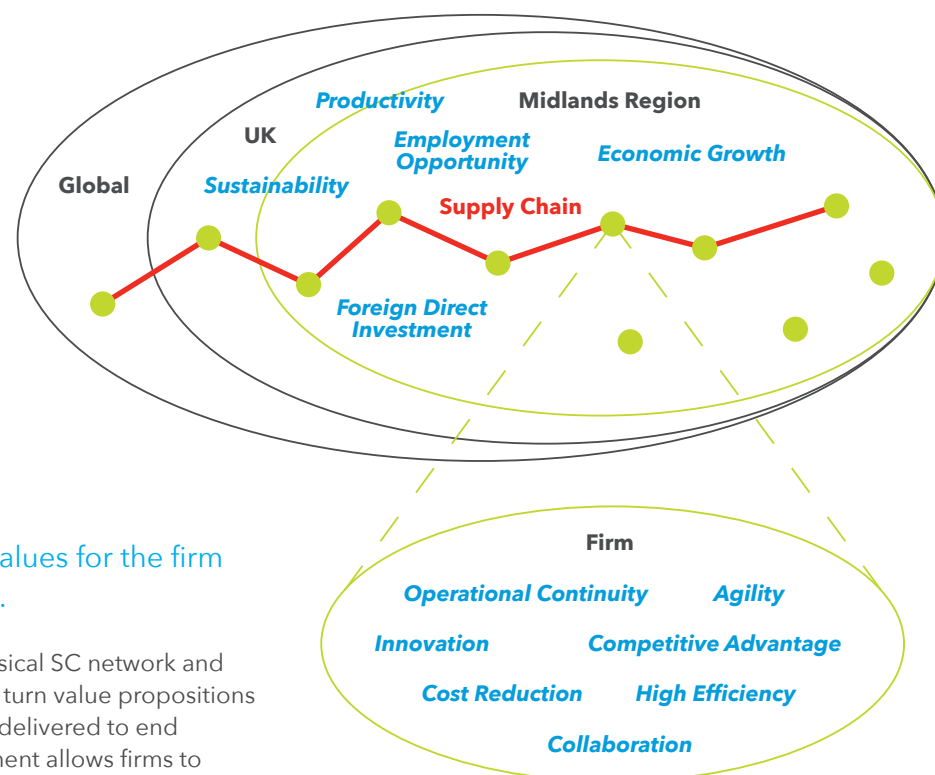 Productivity
Midlands Region
UK
Employment
Opportunity
Economic Growth
Global
Sustainability
Supply Chain
Foreign Direct
Investment
Firm
Operational Continuity
Agility
Innovation
Competitive Advantage
Cost Reduction
High Efficiency
Collaboration
values for the firm
.
sical SC network and
turn value propositions
delivered to end
ment allows firms to